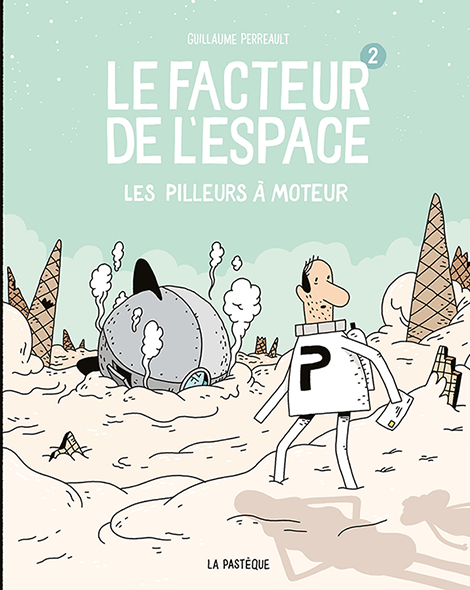 GUILLAUME PERREAULT
2
LE FACTEUR
DE L'ESPACE
LES PILLEURS À MOTEUR
P
LA PASTÈQUE